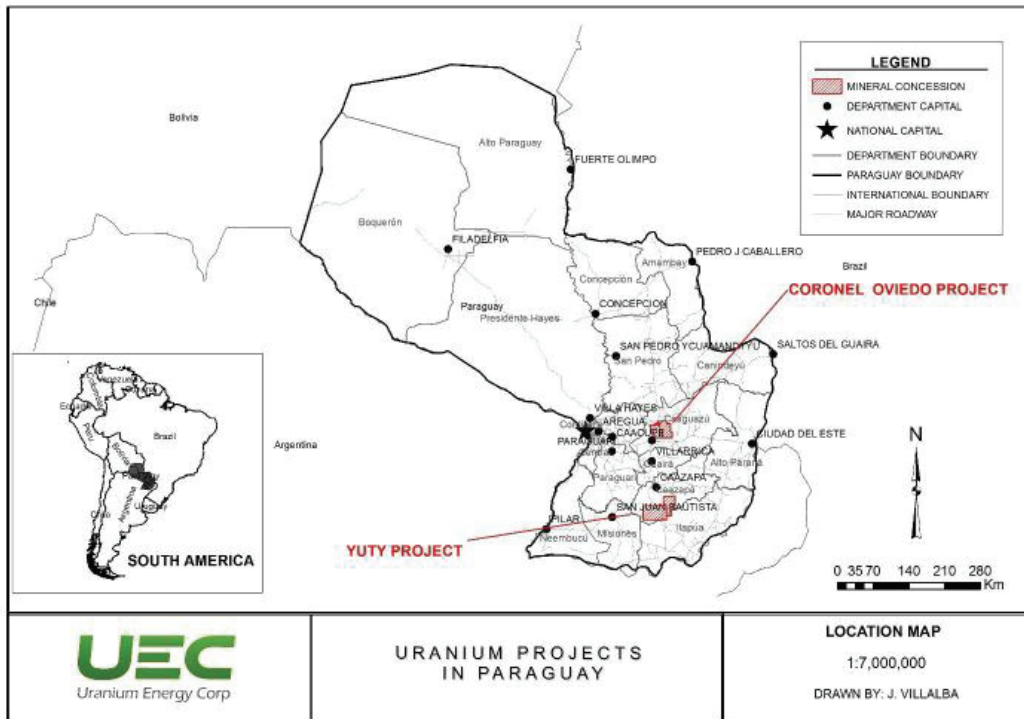 LEGEND
MINERAL CONCESSION
DEPARTMENT CAPITAL
NATIONAL CAPITAL
DEPARTMENT BOUNDARY
PARAGUAY BOUNDARY
INTERNATIONAL BOUNDARY
MAJOR ROADWAY
Bolivia
Alto Paraguay
FUERTE OLIMPO
Boquerón
FILADELFIA
PEDRO J CABALLERO
Amambay
Brazil
Concepción
CORONEL OVIEDO PROJECT
Chile
Paraguay
Presidente Hayes
CONCEPCION
SAN PEDRO YCUAMANDYYU
San Pedro
SALTOS DEL GUAIRA
Canindeyú
VILLA HAYES
Caaguazú
AREGUA
CAACUPE
PARAGUARI
CIUDAD DEL ESTE
Argentina
VILLARRICA
Guairá
Alto Paraná
Paraguari
CAAZAPA
Caazapá
SAN JUAN BAUTISTA
PILAR
Ñeembucú
Misiones
Itapúa
YUTY PROJECT
N
0 35 70 140 210 280
Km
Venezuela
Ecuador
Peru
Brazil
Bolivia
Chile
Argentina
Uruguay
SOUTH AMERICA
UEC
Uranium Energy Corp
URANIUM PROJECTS
IN PARAGUAY
LOCATION MAP
1:7,000,000
DRAWN BY: J. VILLALBA